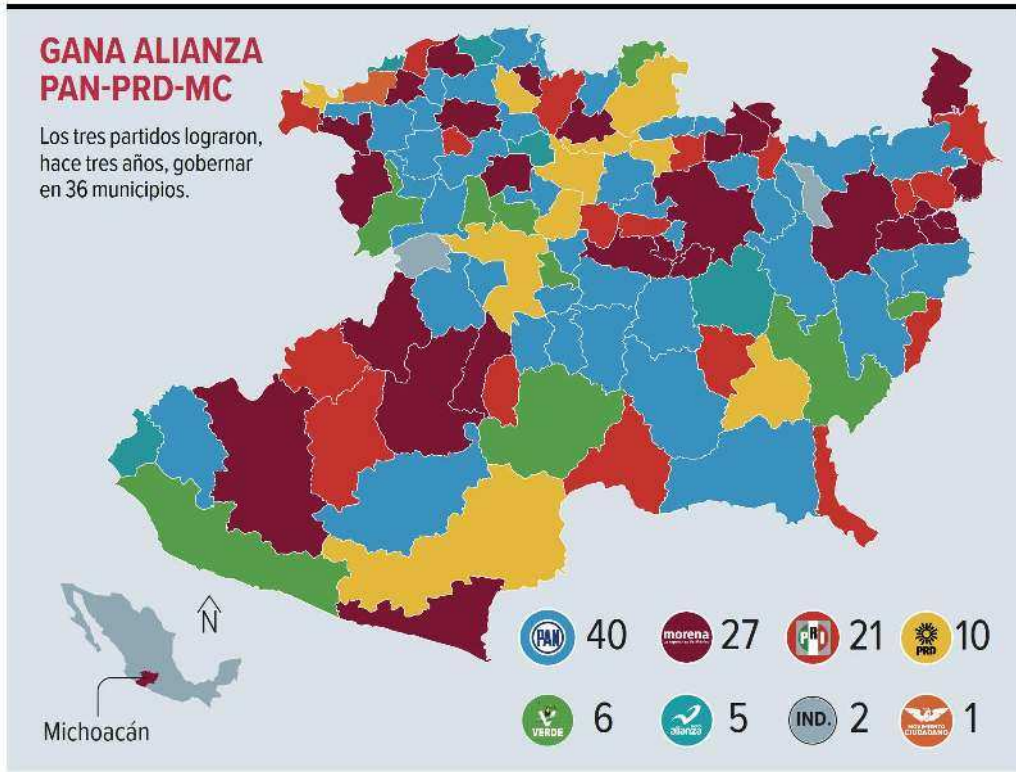 GANA ALIANZA
PAN-PRD-MC
Los tres partidos lograron,
hace tres años, gobernar
en 36 municipios.
N
Michoacán
PAN 40
morena 27
PRI 21
PRD 10
VERDE 6
alianza 5
IND. 2
MOVIMIENTO
CIUDADANO 1